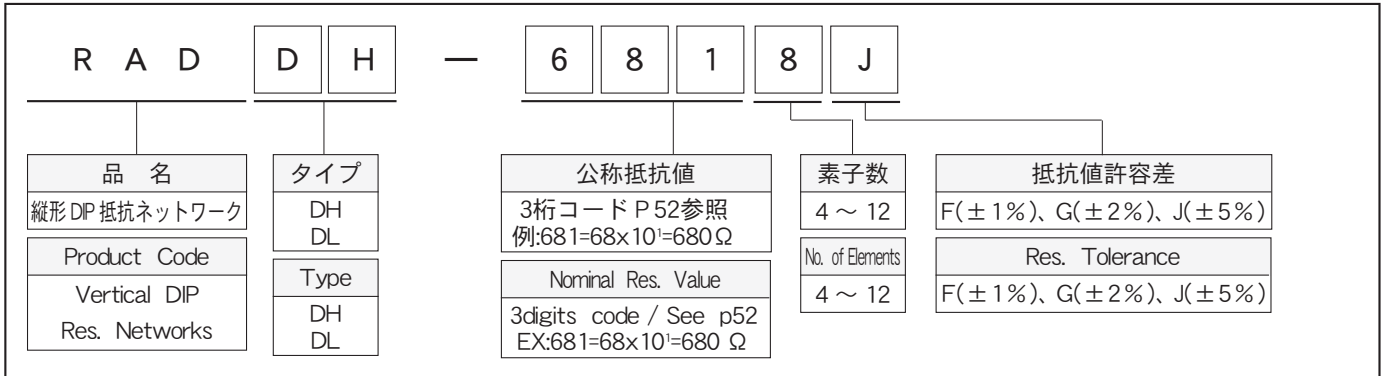 R A D D H — 6 8 1 8 J
品 名
縦形 DIP 抵抗ネットワーク
Product Code
Vertical DIP
Res. Networks
タイプ
DH
DL
Type
DH
DL
公称抵抗値
3桁コード P 52参照
例:681=68x10¹=680Ω
Nominal Res. Value
3digits code / See p52
EX:681=68x10¹=680 Ω
素子数
4 ～ 12
No. of Elements
4 ～ 12
抵抗値許容差
F(±1%)、G(±2%)、J(±5%)
Res. Tolerance
F(±1%)、G(±2%)、J(±5%)